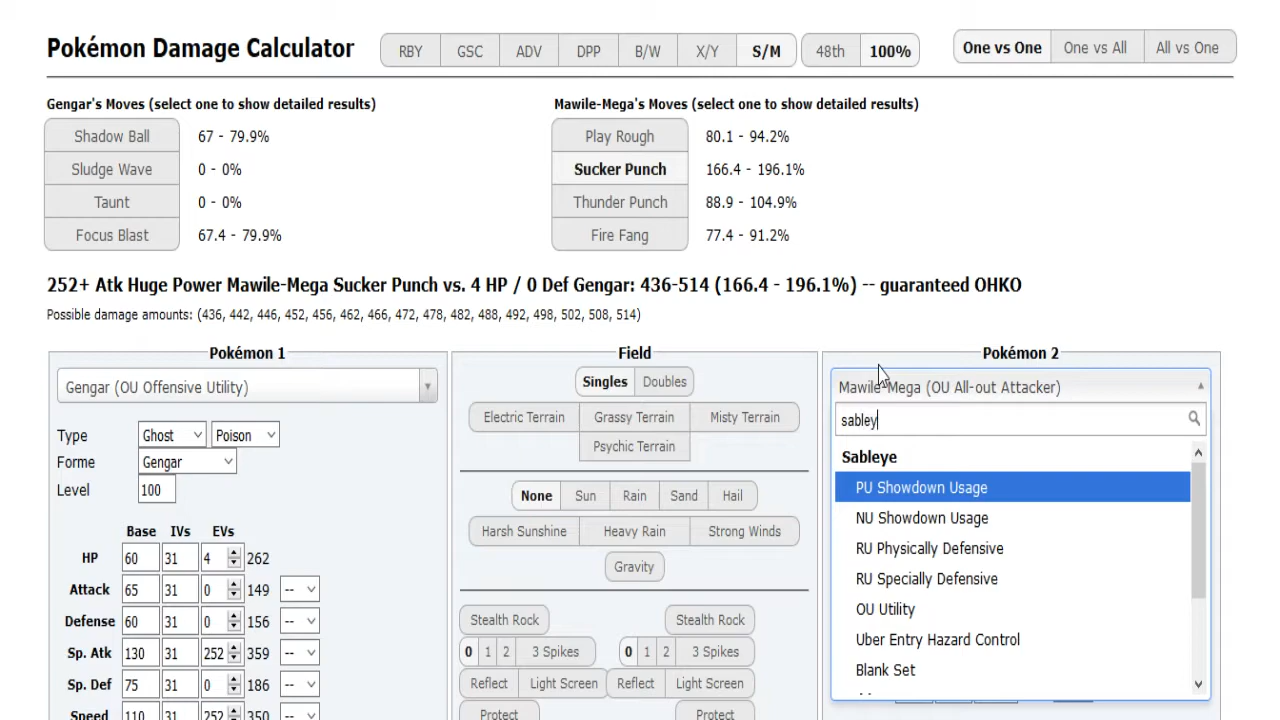 Pokémon Damage Calculator RBY GSC ADV DPP B/W X/Y S/M 48th 100% One vs One One vs All All vs One
Gengar's Moves (select one to show detailed results) Mawile-Mega's Moves (select one to show detailed results)
Shadow Ball 67 - 79.9% Play Rough 80.1 - 94.2%
Sludge Wave 0 - 0% Sucker Punch 166.4 - 196.1%
Taunt 0 - 0% Thunder Punch 88.9 - 104.9%
Focus Blast 67.4 - 79.9% Fire Fang 77.4 - 91.2%
252+ Atk Huge Power Mawile-Mega Sucker Punch vs. 4 HP / 0 Def Gengar: 436-514 (166.4 - 196.1%) -- guaranteed OHKO
Possible damage amounts: (436, 442, 446, 452, 456, 462, 466, 472, 478, 482, 488, 492, 498, 502, 508, 514)
Pokémon 1
Gengar (OU Offensive Utility)
Type Ghost Poison
Forme Gengar
Level 100
Base IVs EVs
HP 60 31 4 262
Attack 65 31 0 149 --
Defense 60 31 0 156 --
Sp. Atk 130 31 252 359 --
Sp. Def 75 31 0 186 --
Speed 110 31 252 350 --
Field
Singles Doubles
Electric Terrain Grassy Terrain Misty Terrain
Psychic Terrain
None Sun Rain Sand Hail
Harsh Sunshine Heavy Rain Strong Winds
Gravity
Stealth Rock Stealth Rock
0 1 2 3 Spikes 0 1 2 3 Spikes
Reflect Light Screen Reflect Light Screen
Protect Protect
Pokémon 2
Mawile-Mega (OU All-out Attacker)
sabley
Sableye
PU Showdown Usage
NU Showdown Usage
RU Physically Defensive
RU Specially Defensive
OU Utility
Uber Entry Hazard Control
Blank Set